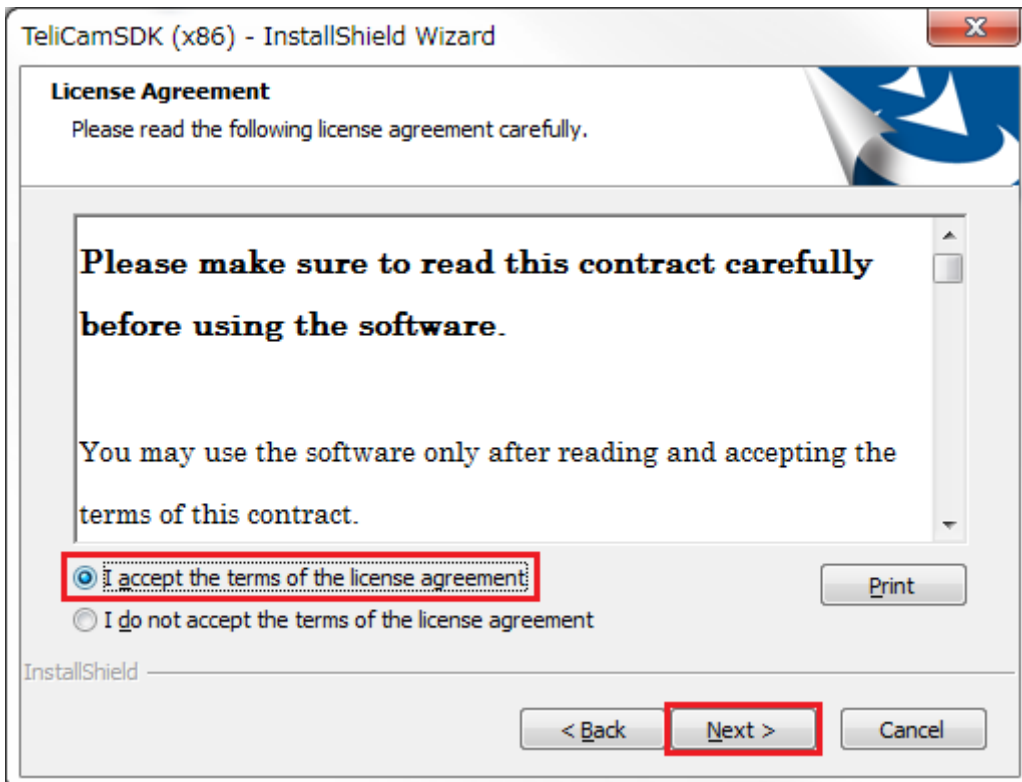 TeliCamSDK (x86) - InstallShield Wizard
License Agreement
Please read the following license agreement carefully.
Please make sure to read this contract carefully
before using the software.
You may use the software only after reading and accepting the
terms of this contract.
I accept the terms of the license agreement
Print
I do not accept the terms of the license agreement
InstallShield
< Back
Next >
Cancel